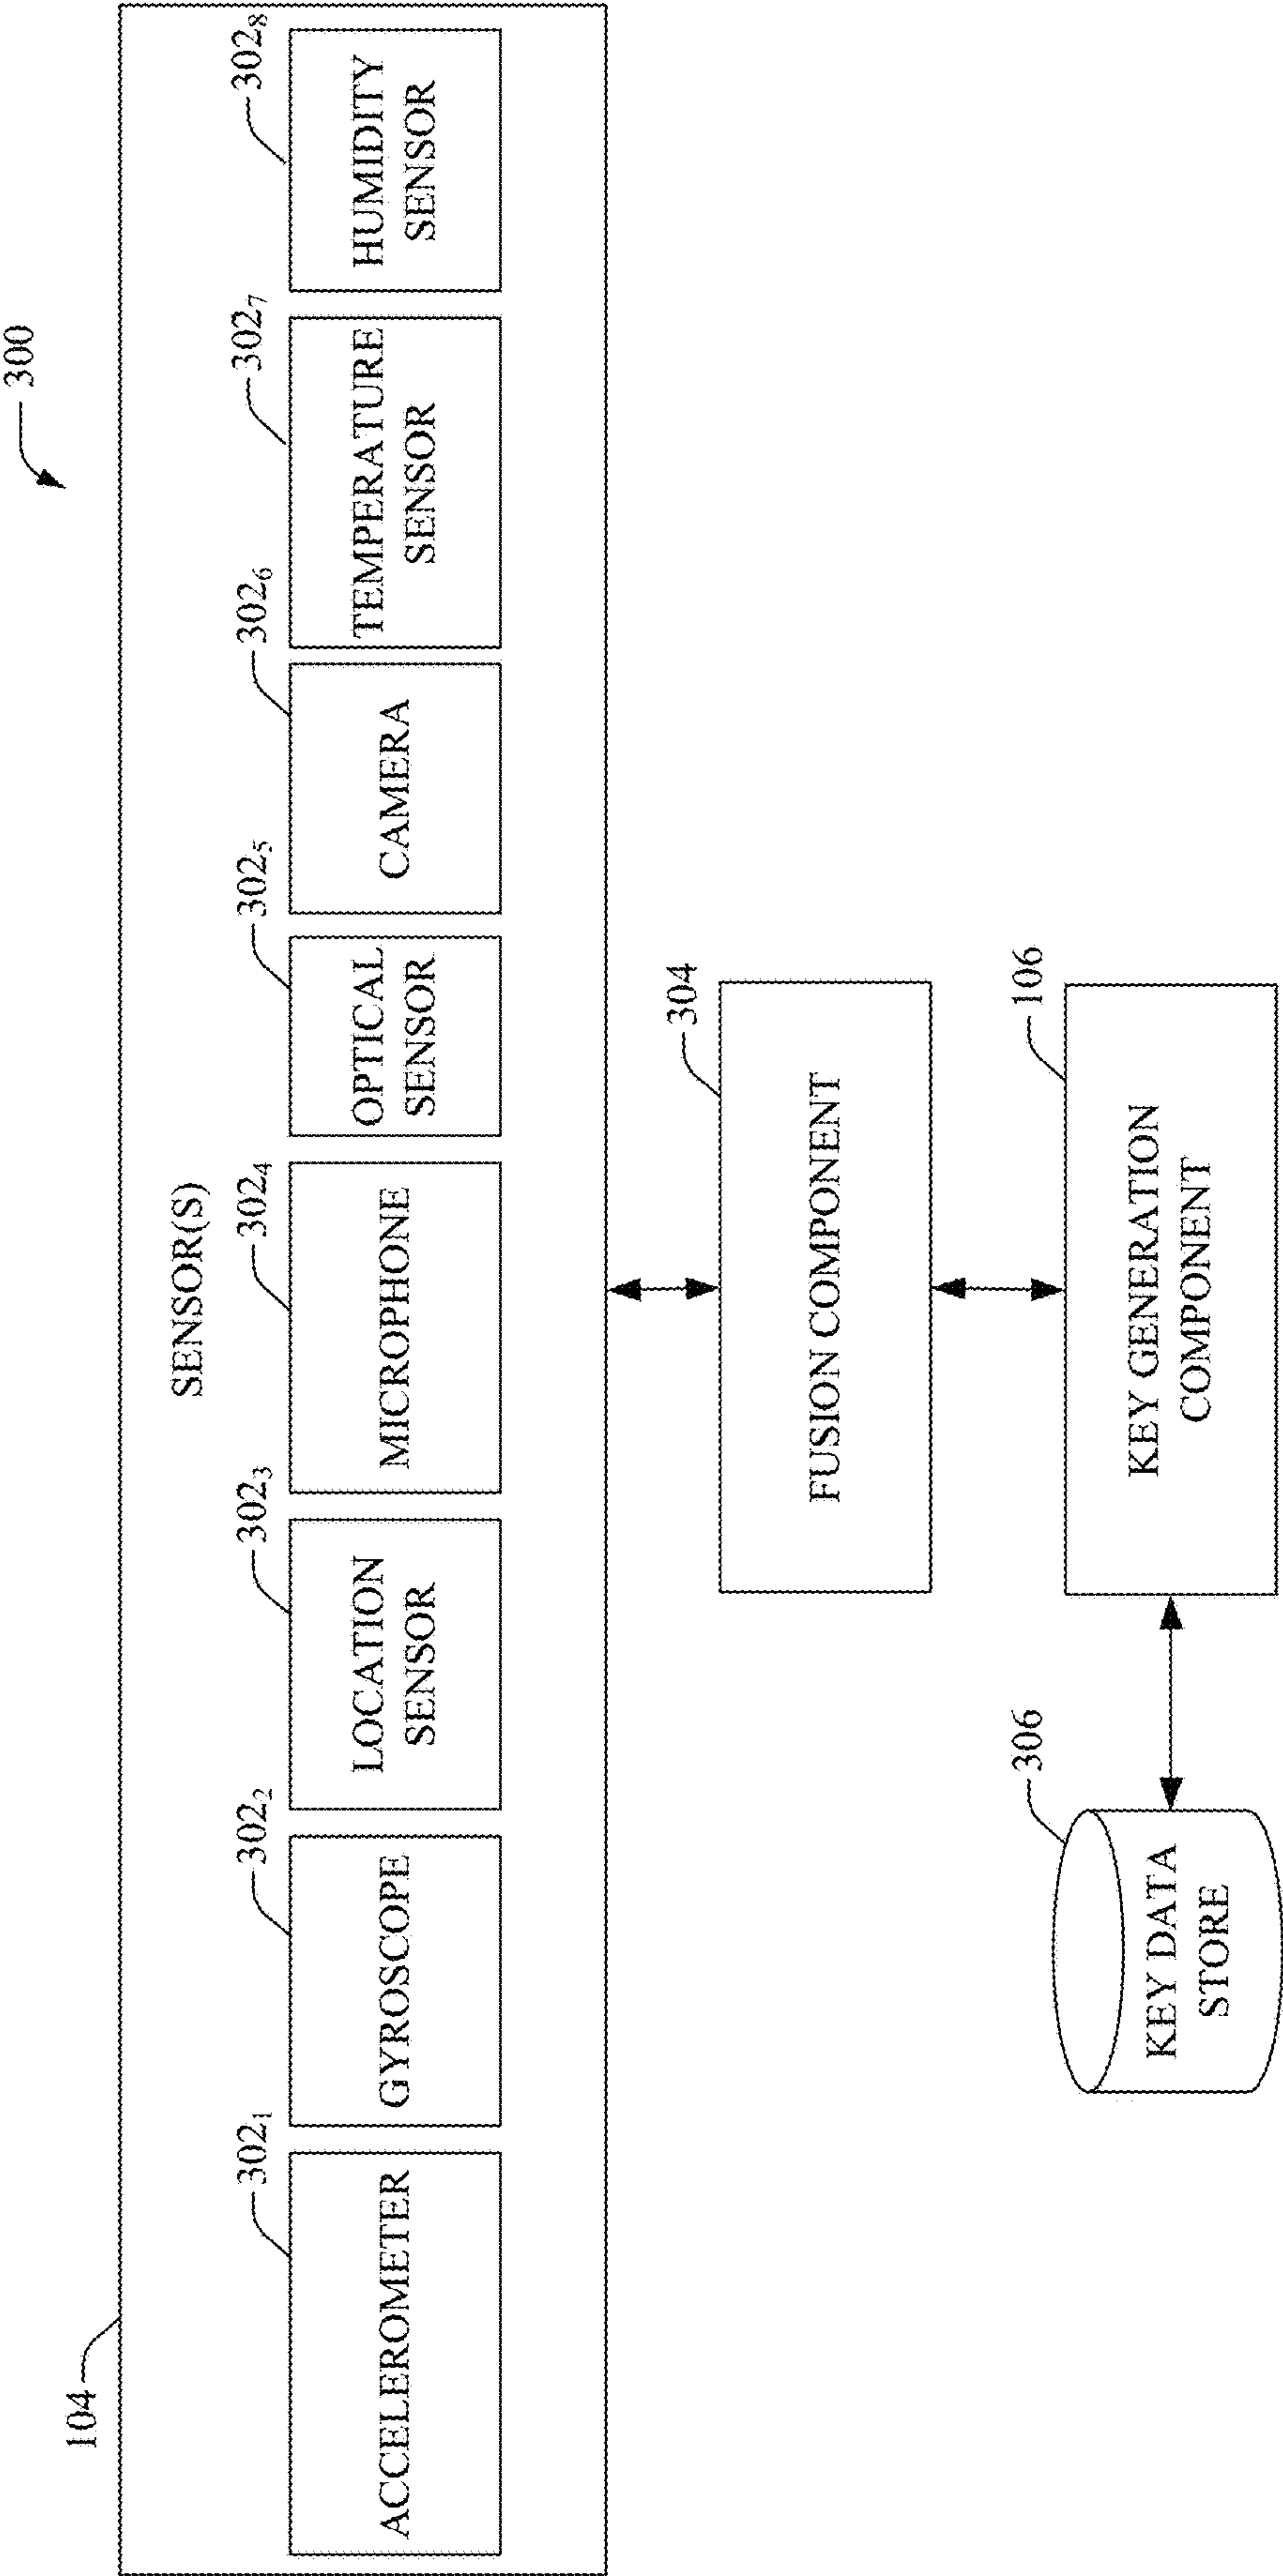 300
104
SENSOR(S)
302₁
302₂
302₃
302₄
302₅
302₆
302₇
302₈
ACCELEROMETER
GYROSCOPE
LOCATION
SENSOR
MICROPHONE
OPTICAL
SENSOR
CAMERA
TEMPERATURE
SENSOR
HUMIDITY
SENSOR
304
FUSION COMPONENT
306
KEY DATA
STORE
106
KEY GENERATION
COMPONENT